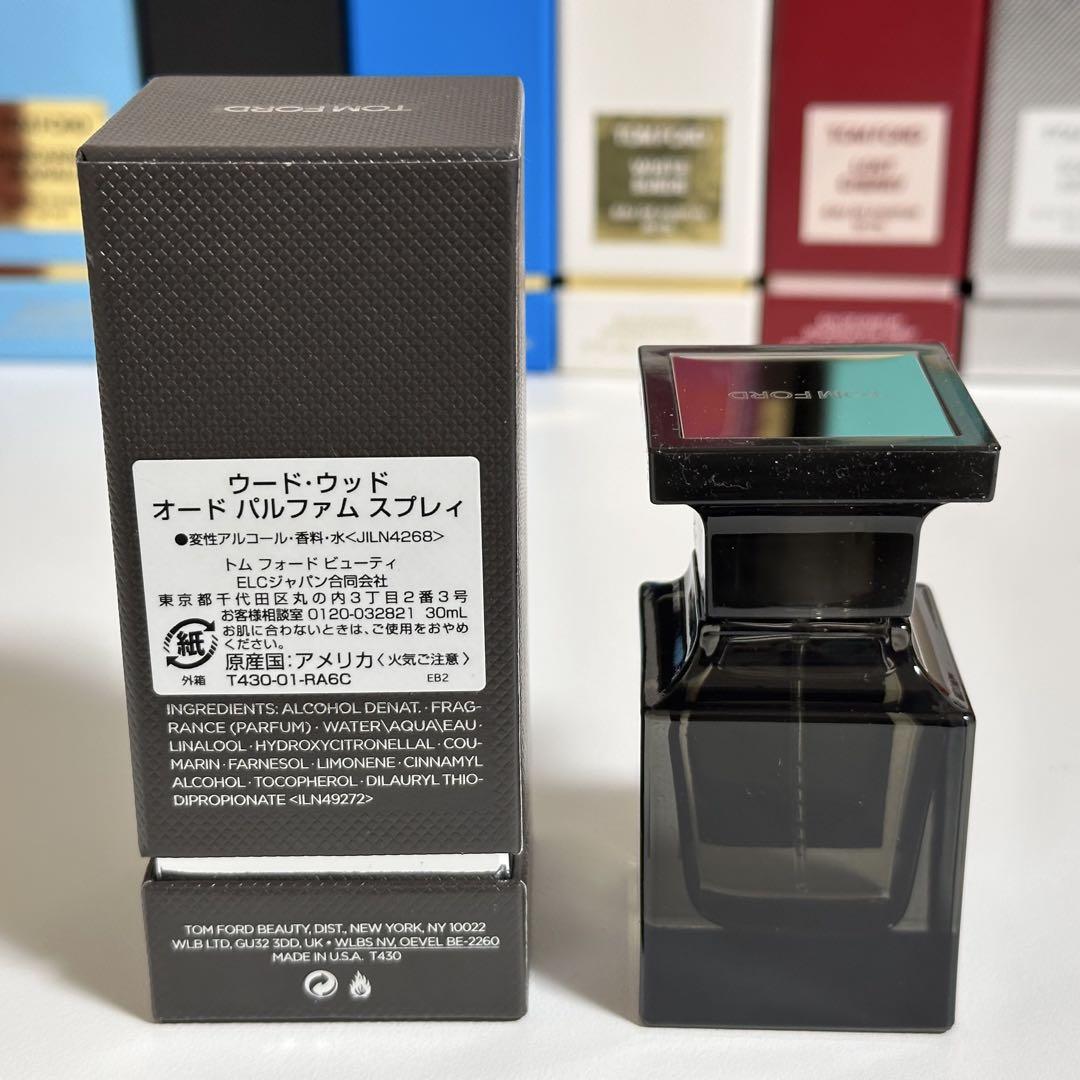 TOM FORD
TOM FORD
WHITE
SUEDE
TOM FORD
LOST
CHERRY
TOM FORD
ウード・ウッド
オード パルファム スプレィ
●変性アルコール・香料・水<JILN4268>
トム フォード ビューティ
ELCジャパン合同会社
東京都千代田区丸の内3丁目2番3号
お客様相談室 0120-032821 30mL
お肌に合わないときは、ご使用をおやめ
ください。
紙
外箱
原産国:アメリカ〈火気ご注意〉
T430-01-RA6C EB2
INGREDIENTS: ALCOHOL DENAT. · FRAG-
RANCE (PARFUM) · WATER\AQUA\EAU ·
LINALOOL · HYDROXYCITRONELLAL · COU-
MARIN · FARNESOL · LIMONENE · CINNAMYL
ALCOHOL · TOCOPHEROL · DILAURYL THIO-
DIPROPIONATE <ILN49272>
TOM FORD BEAUTY, DIST., NEW YORK, NY 10022
WLB LTD, GU32 3DD, UK • WLBS NV, OEVEL BE-2260
MADE IN U.S.A. T430